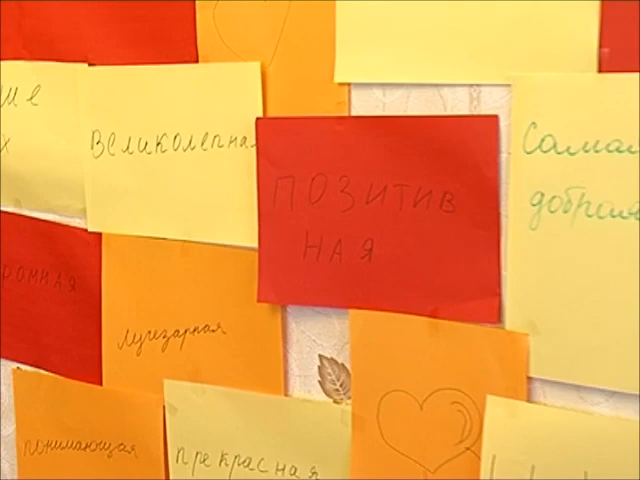 Великолепная
ПОЗИТИВ
НАЯ
Самая
добрая
лучезарная
понимающая
прекрасная